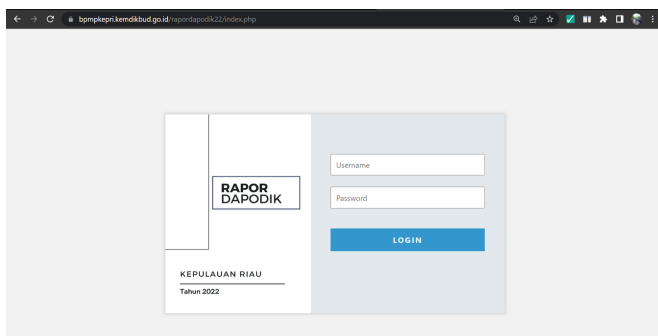 bpmpkepri.kemdikbud.go.id/rapordapodik22/index.php
Username
RAPOR
DAPODIK
Password
LOGIN
KEPULAUAN RIAU
Tahun 2022